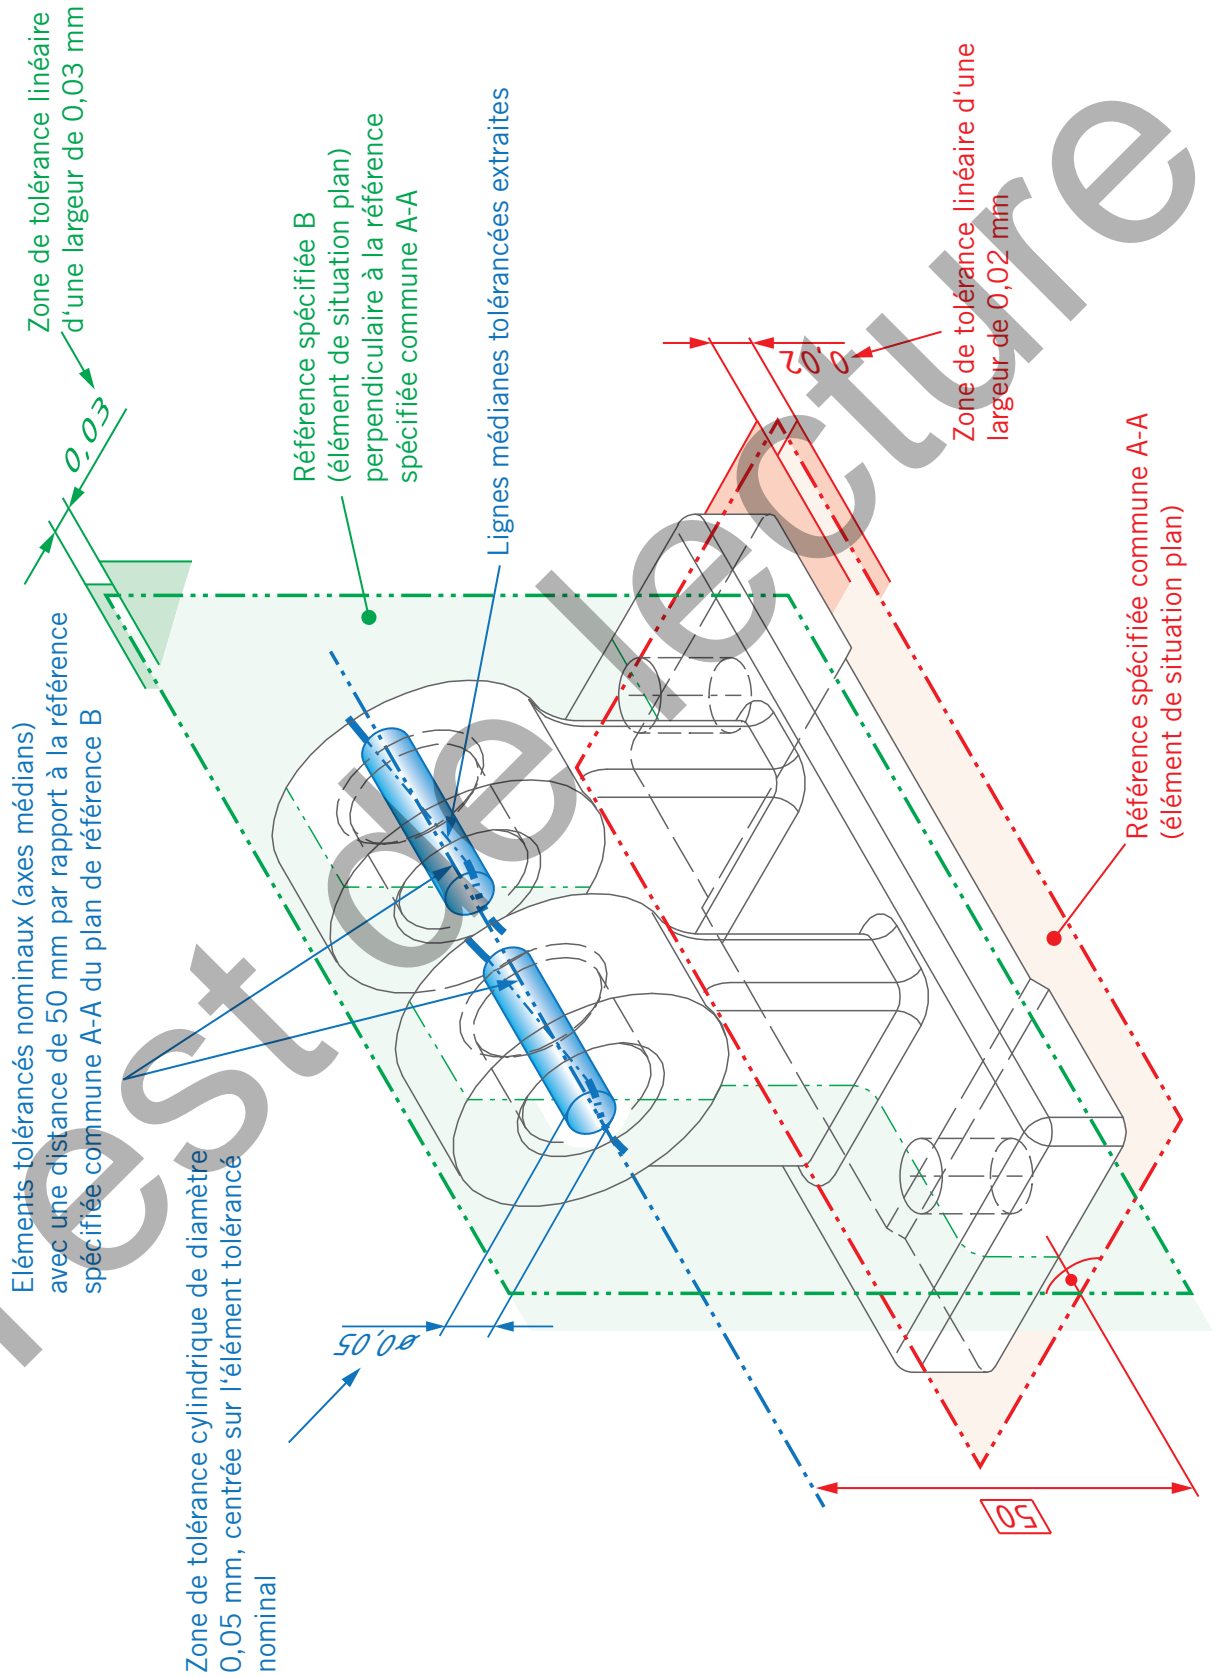 Zone de tolérance linéaire
d'une largeur de 0,03 mm
0,03
Référence spécifiée B
(élément de situation plan)
perpendiculaire à la référence
spécifiée commune A-A
Lignes médianes tolérancées extraites
Eléments tolérancés nominaux (axes médians)
avec une distance de 50 mm par rapport à la référence
spécifiée commune A-A du plan de référence B
Zone de tolérance cylindrique de diamètre
0,05 mm, centrée sur l'élément tolérancé
nominal
ø0,05
0,02
Zone de tolérance linéaire d'une
largeur de 0,02 mm
Référence spécifiée commune A-A
(élément de situation plan)
50
est de lecture